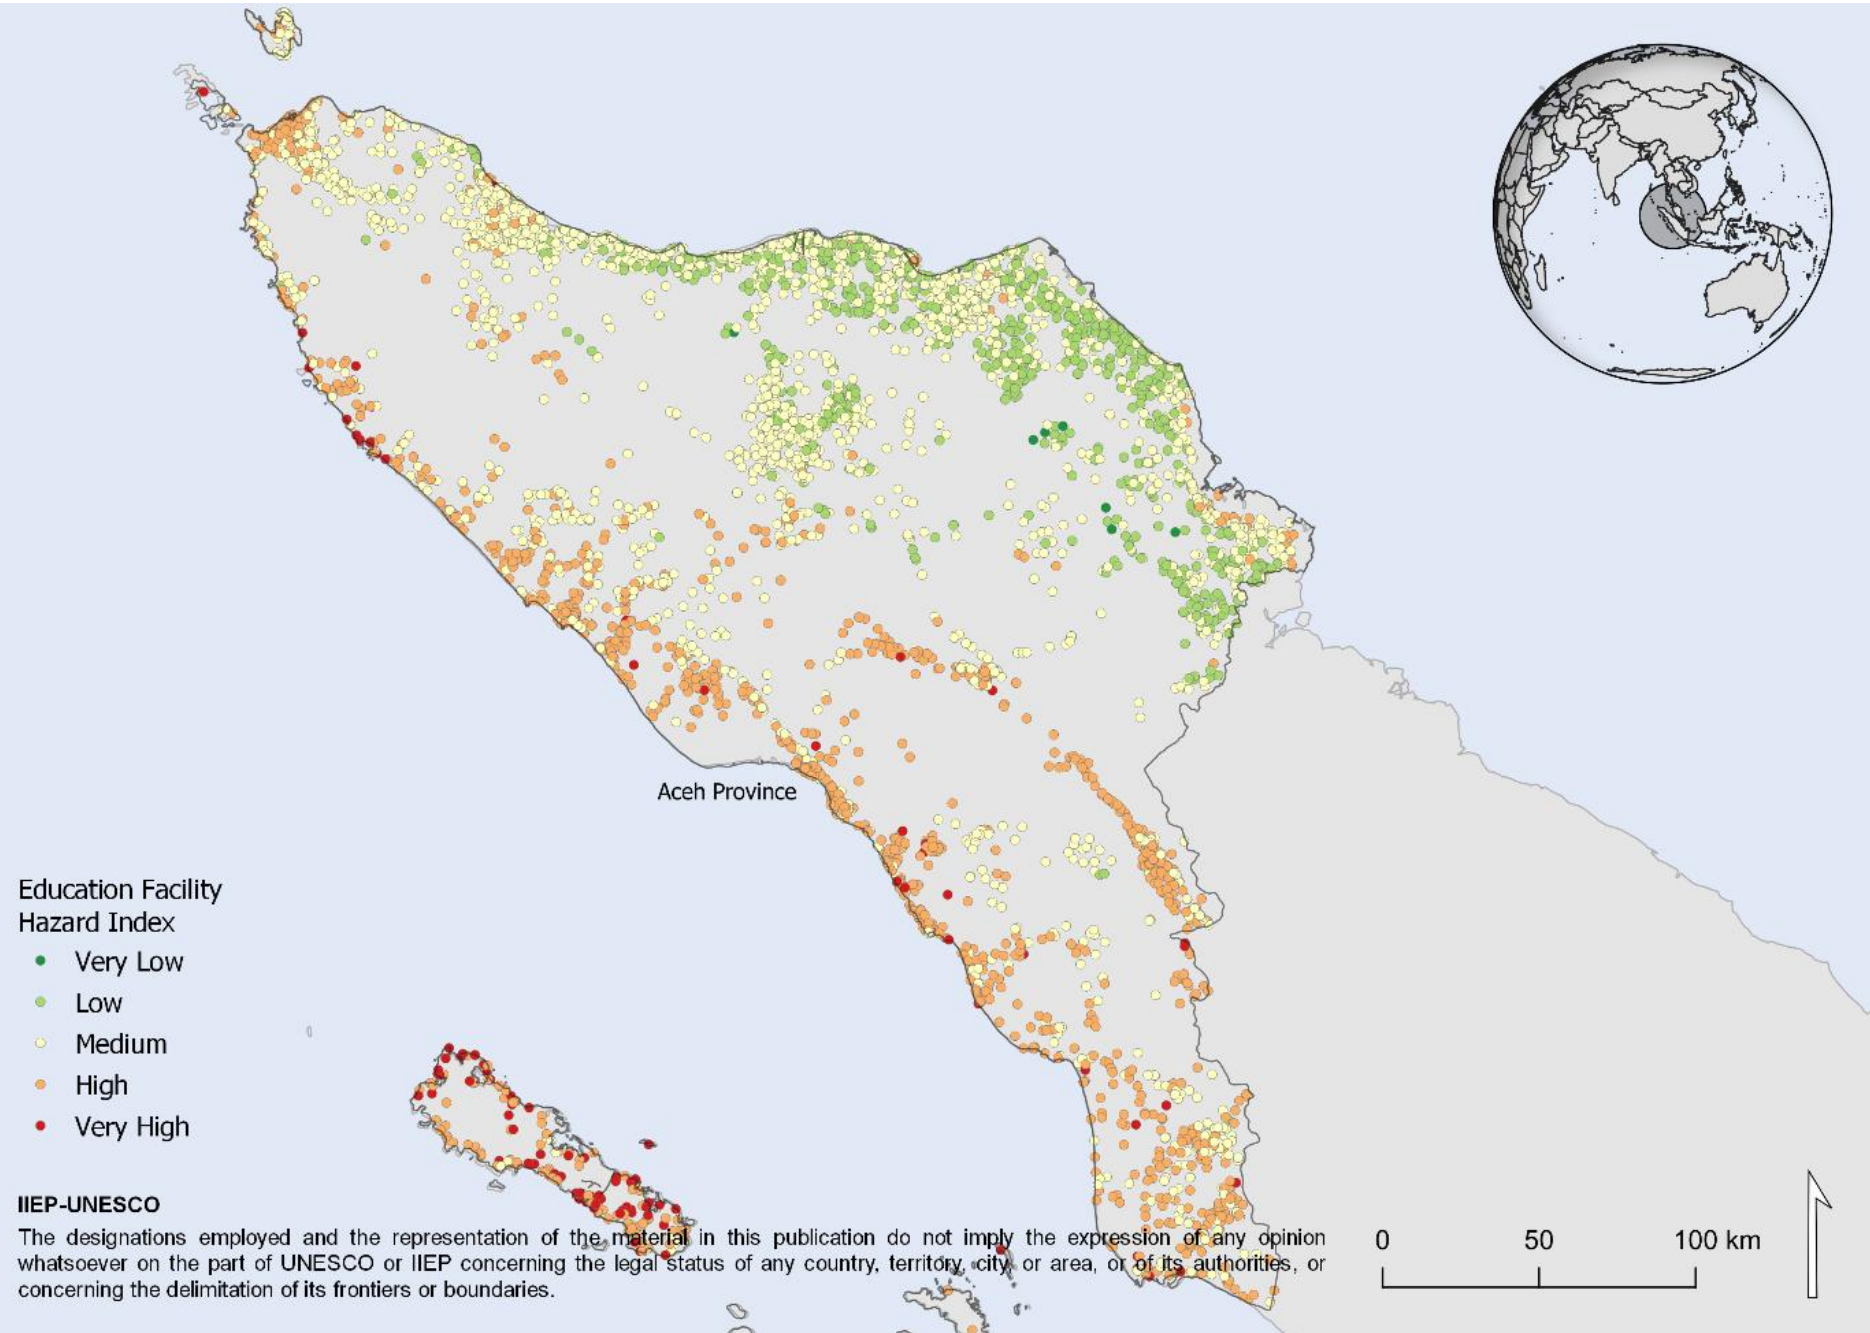 Aceh Province
Education Facility
Hazard Index
Very Low
Low
Medium
High
Very High
IIEP-UNESCO
The designations employed and the representation of the material in this publication do not imply the expression of any opinion
whatsoever on the part of UNESCO or IIEP concerning the legal status of any country, territory, city or area, or of its authorities, or
concerning the delimitation of its frontiers or boundaries.
0 50 100 km